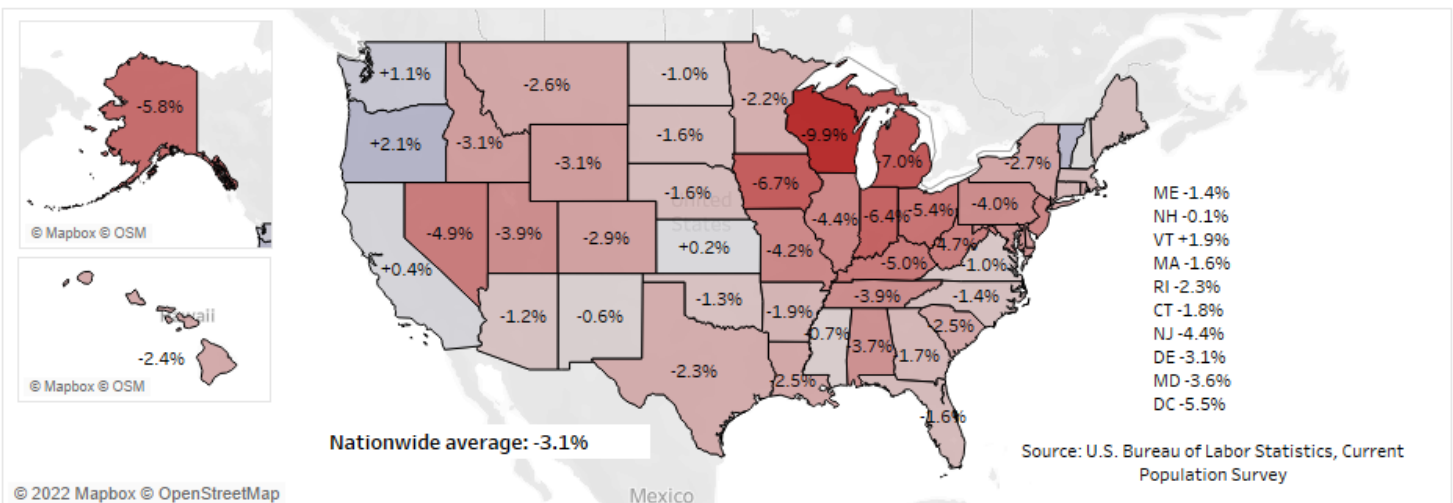 -5.8%
© Mapbox © OSM
Hawaii
-2.4%
© Mapbox © OSM
+1.1%
-2.6%
-1.0%
-2.2%
-9.9%
-7.0%
-2.7%
+2.1%
-3.1%
-3.1%
-1.6%
-6.7%
-1.6%
United
States
-4.4%
-6.4%
-5.4%
-4.0%
-4.9%
-3.9%
-2.9%
+0.2%
-4.2%
-5.0%
-4.7%
-1.0%
+0.4%
-1.2%
-0.6%
-1.3%
-1.9%
-3.9%
-1.4%
-2.3%
-2.5%
-0.7%
-3.7%
-1.7%
-2.5%
-1.6%
ME -1.4%
NH -0.1%
VT +1.9%
MA -1.6%
RI -2.3%
CT -1.8%
NJ -4.4%
DE -3.1%
MD -3.6%
DC -5.5%
Nationwide average: -3.1%
Source: U.S. Bureau of Labor Statistics, Current
Population Survey
Mexico
© 2022 Mapbox © OpenStreetMap